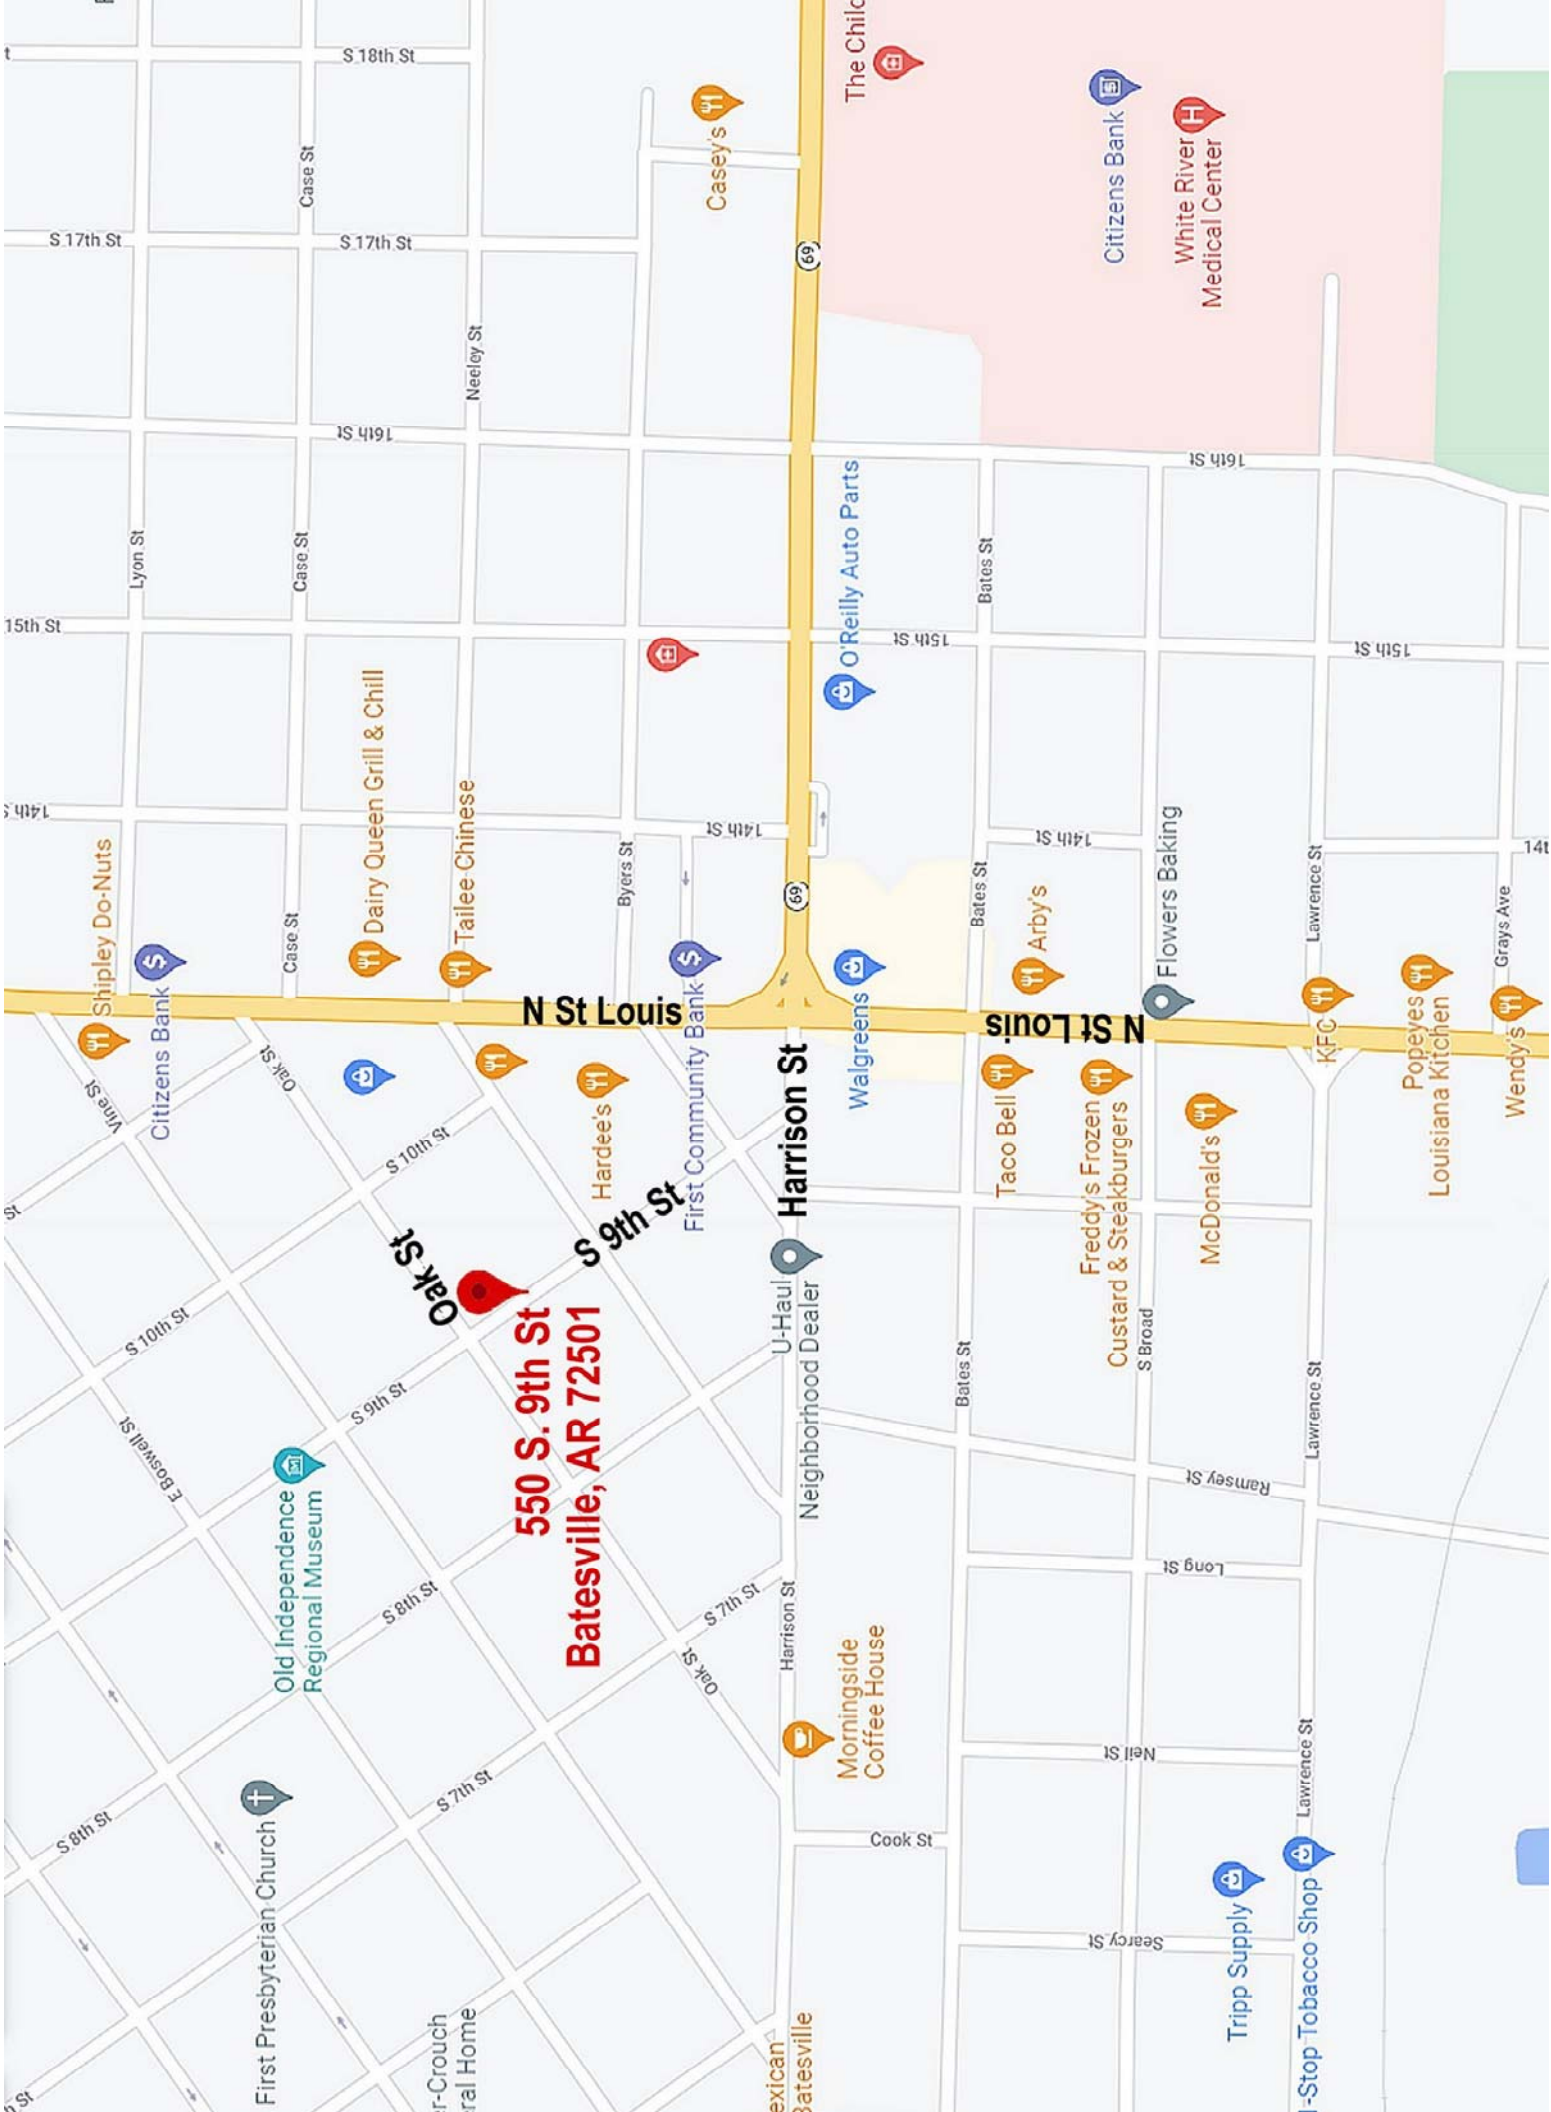 S 8th St
First Presbyterian Church
Old Independence
Regional Museum
S 10th St
E Boswell St
Vine St
Citizens Bank
Shipley Do-Nuts
Lyon St
S 17th St
15th St
Case St
Case St
Case St
S 18th St
S 17th St
16th St
Oak St
S 7th St
S 8th St
S 9th St
Oak St
S 10th St
Dairy Queen Grill & Chill
Tailee Chinese
Neeley St
550 S. 9th St
Batesville, AR 72501
S 9th St
Hardee's
N St Louis
Byers St
First Community Bank
14th St
Casey's
Oak St
S 7th St
Harrison St
U-Haul
Neighborhood Dealer
Harrison St
69
69
Morningside
Coffee House
Walgreens
O'Reilly Auto Parts
The Child
Cook St
15th St
Bates St
Bates St
Bates St
Taco Bell
N St Louis
Arby's
14th St
Freddy's Frozen
Custard & Steakburgers
Citizens Bank
Searcy St
Neil St
S Broad
Flowers Baking
Long St
Ramsey St
McDonald's
16th St
White River
Medical Center
Tripp Supply
-Stop Tobacco Shop
Lawrence St
Lawrence St
KFC
Lawrence St
15th St
Popeyes
Louisiana Kitchen
Wendy's
Grays Ave